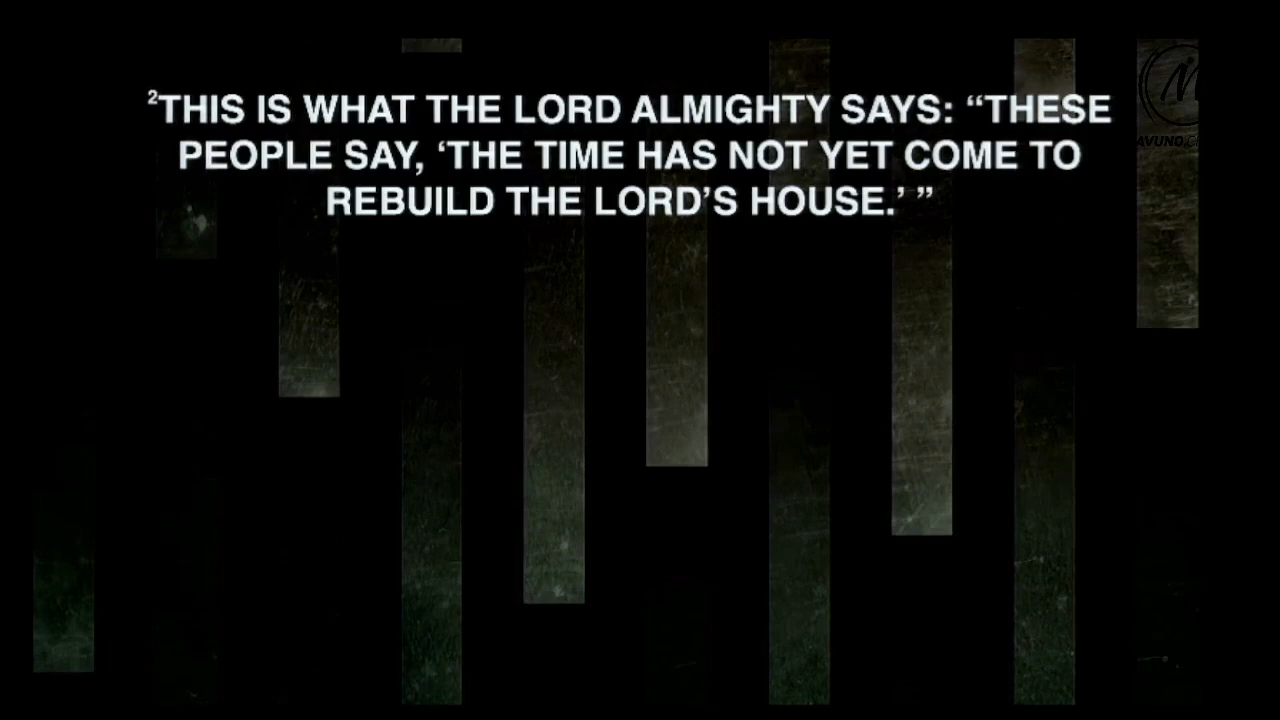 ²THIS IS WHAT THE LORD ALMIGHTY SAYS: “THESE
PEOPLE SAY, ‘THE TIME HAS NOT YET COME TO
REBUILD THE LORD’S HOUSE.’ ”